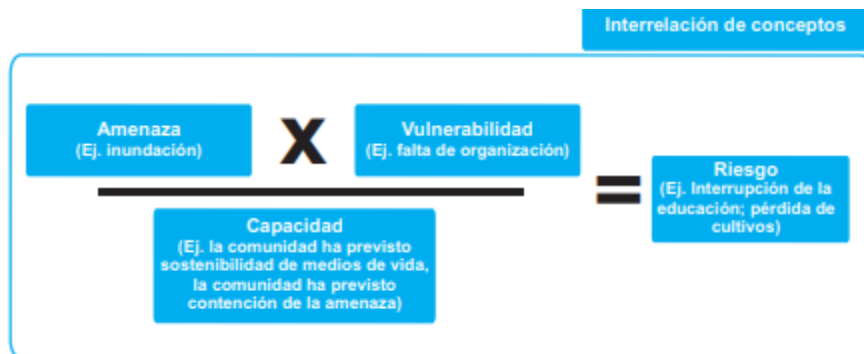 Interrelación de conceptos
Amenaza
(Ej. inundación)
X
Vulnerabilidad
(Ej. falta de organización)
=
Riesgo
(Ej. Interrupción de la
educación; pérdida de
cultivos)
Capacidad
(Ej. la comunidad ha previsto
sostenibilidad de medios de vida,
la comunidad ha previsto
contención de la amenaza)